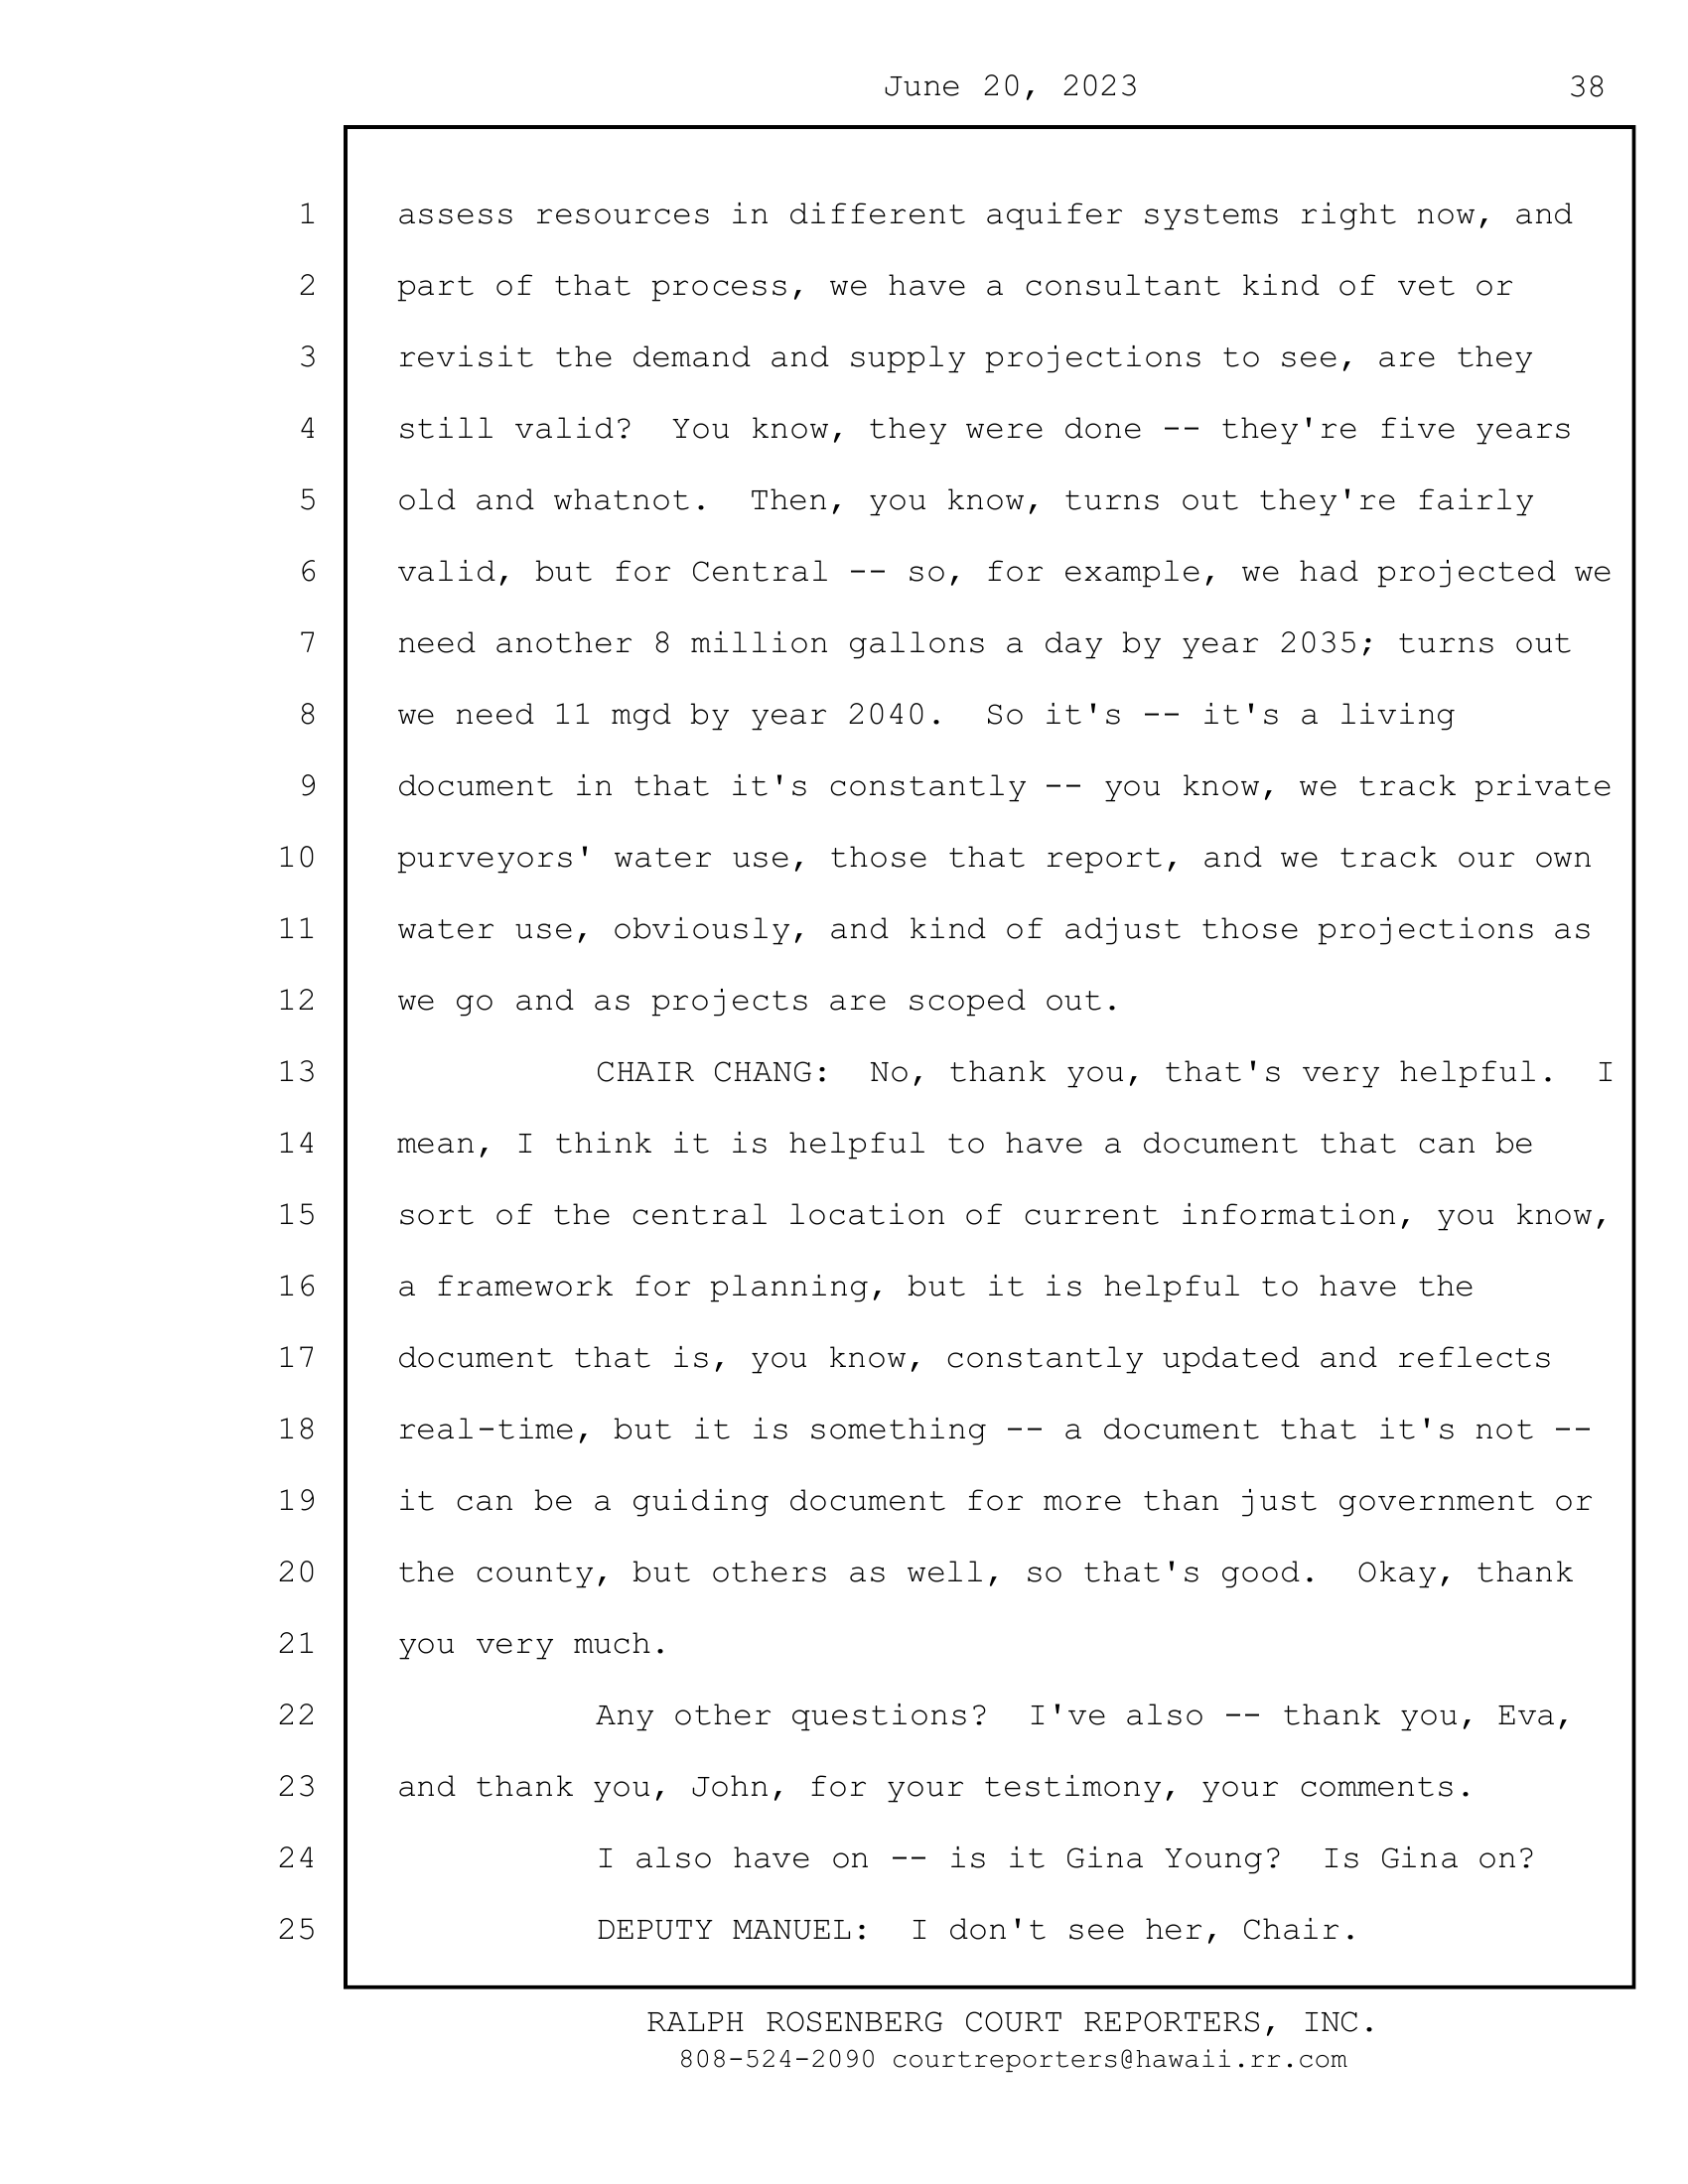 June 20, 2023 38
1 assess resources in different aquifer systems right now, and
2 part of that process, we have a consultant kind of vet or
3 revisit the demand and supply projections to see, are they
4 still valid?  You know, they were done -- they're five years
5 old and whatnot.  Then, you know, turns out they're fairly
6 valid, but for Central -- so, for example, we had projected we
7 need another 8 million gallons a day by year 2035; turns out
8 we need 11 mgd by year 2040.  So it's -- it's a living
9 document in that it's constantly -- you know, we track private
10 purveyors' water use, those that report, and we track our own
11 water use, obviously, and kind of adjust those projections as
12 we go and as projects are scoped out.
13 CHAIR CHANG:  No, thank you, that's very helpful.  I
14 mean, I think it is helpful to have a document that can be
15 sort of the central location of current information, you know,
16 a framework for planning, but it is helpful to have the
17 document that is, you know, constantly updated and reflects
18 real-time, but it is something -- a document that it's not --
19 it can be a guiding document for more than just government or
20 the county, but others as well, so that's good.  Okay, thank
21 you very much.
22 Any other questions?  I've also -- thank you, Eva,
23 and thank you, John, for your testimony, your comments.
24 I also have on -- is it Gina Young?  Is Gina on?
25 DEPUTY MANUEL:  I don't see her, Chair.
RALPH ROSENBERG COURT REPORTERS, INC.
808-524-2090 courtreporters@hawaii.rr.com